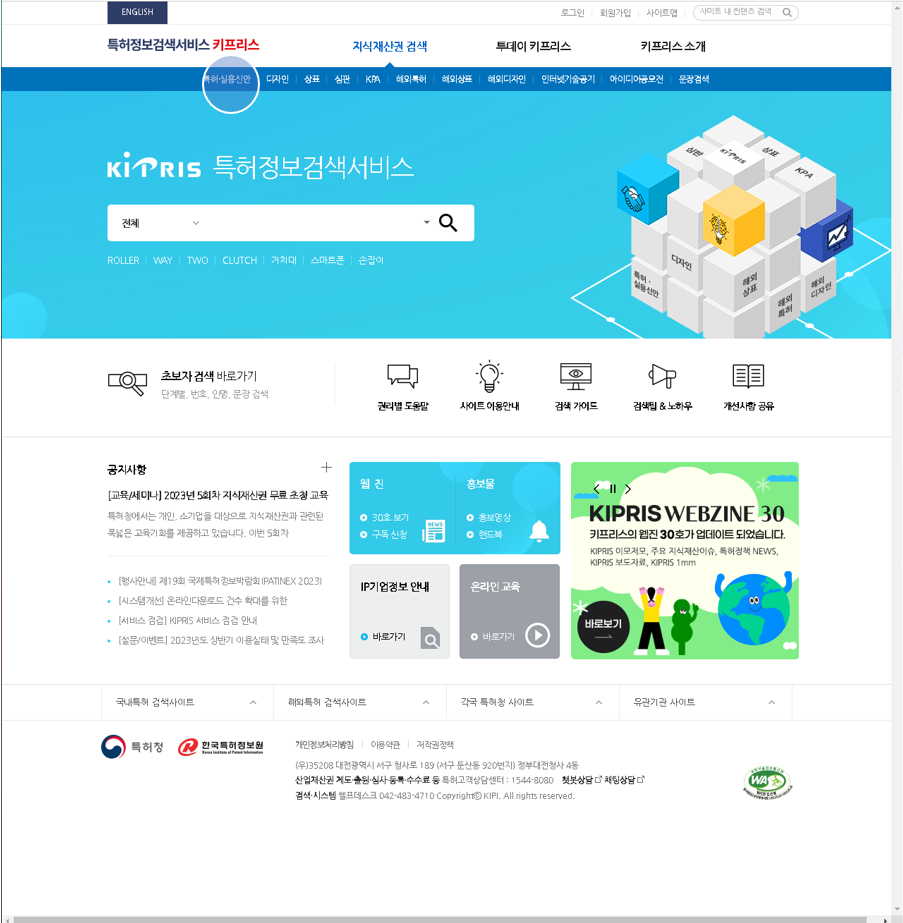 ENGLISH
로그인 회원가입 사이트맵 사이트 내 컨텐츠 검색
특허정보검색서비스 키프리스 지식재산권 검색 투데이 키프리스 키프리스 소개
특허·실용신안 디자인 상표 심판 KPA 해외특허 해외상표 해외디자인 인터넷기술공지 아이디어공모전 문장검색
KIPRIS 특허정보검색서비스
전체
ROLLER WAY TWO CLUTCH 거치대 스마트폰 손잡이
심판
KIPRIS
상표
KPA
디자인
특허·
실용신안
해외
상표
해외
특허
해외
디자인
초보자 검색 바로가기
단계별, 번호, 인명, 문장 검색
권리별 도움말 사이트 이용안내 검색 가이드 검색팁 & 노하우 개선사항 공유
공지사항
[교육/세미나] 2023년 5회차 지식재산권 무료 초청 교육
특허청에서는 개인, 소기업을 대상으로 지식재산권과 관련된
폭넓은 교육기회를 제공하고 있습니다. 이번 5회차
[행사안내] 제19회 국제특허정보박람회(PATINEX 2023)
[시스템개선] 온라인다운로드 건수 확대를 위한
[서비스 점검] KIPRIS 서비스 점검 안내
[설문/이벤트] 2023년도 상반기 이용실태 및 만족도 조사
웹 진
30호 보기
구독 신청
NEWS
홍보물
홍보영상
핸드북
IP기업정보 안내
바로가기
온라인 교육
바로가기
KIPRIS WEBZINE 30
키프리스의 웹진 30호가 업데이트 되었습니다.
KIPRIS 이모저모, 주요 지식재산이슈, 특허정책 NEWS,
KIPRIS 보도자료, KIPRIS 1mm
바로보기
국내특허 검색사이트 해외특허 검색사이트 각국 특허청 사이트 유관기관 사이트
특허청 한국특허정보원
Korea Institute of Patent Information
개인정보처리방침 이용약관 저작권정책
(우)35208 대전광역시 서구 청사로 189 (서구 둔산동 920번지) 정부대전청사 4동
산업재산권 제도·출원·심사·등록·수수료 등 특허고객상담센터 : 1544-8080 챗봇상담 채팅상담
검색·시스템 헬프데스크 042-483-4710 Copyrightⓒ KIPI. All rights reserved.
WA